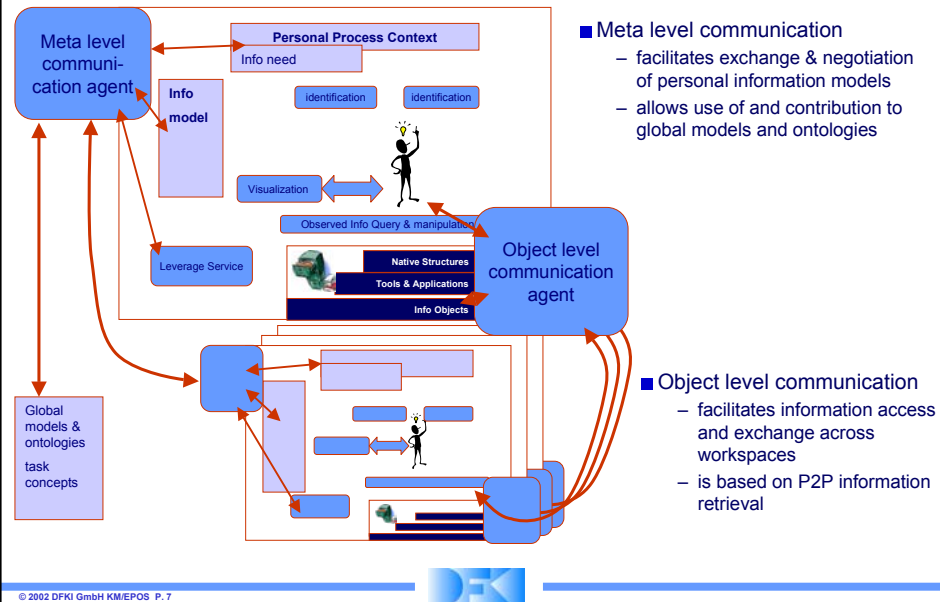 Meta level
communi-
cation agent
Personal Process Context
Info need
Info
model
identification
identification
Visualization
Observed Info Query & manipulation
Leverage Service
Native Structures
Tools & Applications
Info Objects
Object level
communication
agent
Global
models &
ontologies
task
concepts
Meta level communication
– facilitates exchange & negotiation
of personal information models
– allows use of and contribution to
global models and ontologies
Object level communication
– facilitates information access
and exchange across
workspaces
– is based on P2P information
retrieval
© 2002 DFKI GmbH KM/EPOS P. 7
DFKI